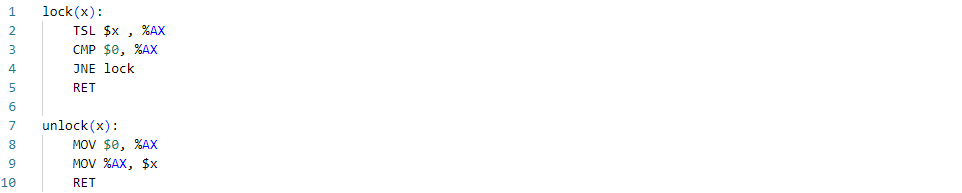 1 lock(x):
2 TSL $x , %AX
3 CMP $0, %AX
4 JNE lock
5 RET
6
7 unlock(x):
8 MOV $0, %AX
9 MOV %AX, $x
10 RET